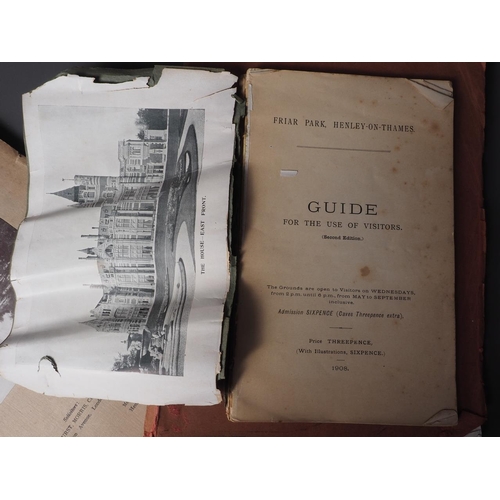 THE HOUSE—EAST FRONT.
FRIAR PARK, HENLEY-ON-THAMES.
GUIDE
FOR THE USE OF VISITORS.
(Second Edition.)
The Grounds are open to Visitors on WEDNESDAYS,
from 2 p.m. until 6 p.m., from MAY to SEPTEMBER
inclusive.
Admission SIXPENCE (Caves Threepence extra).
Price THREEPENCE,
(With Illustrations, SIXPENCE.)
1908.